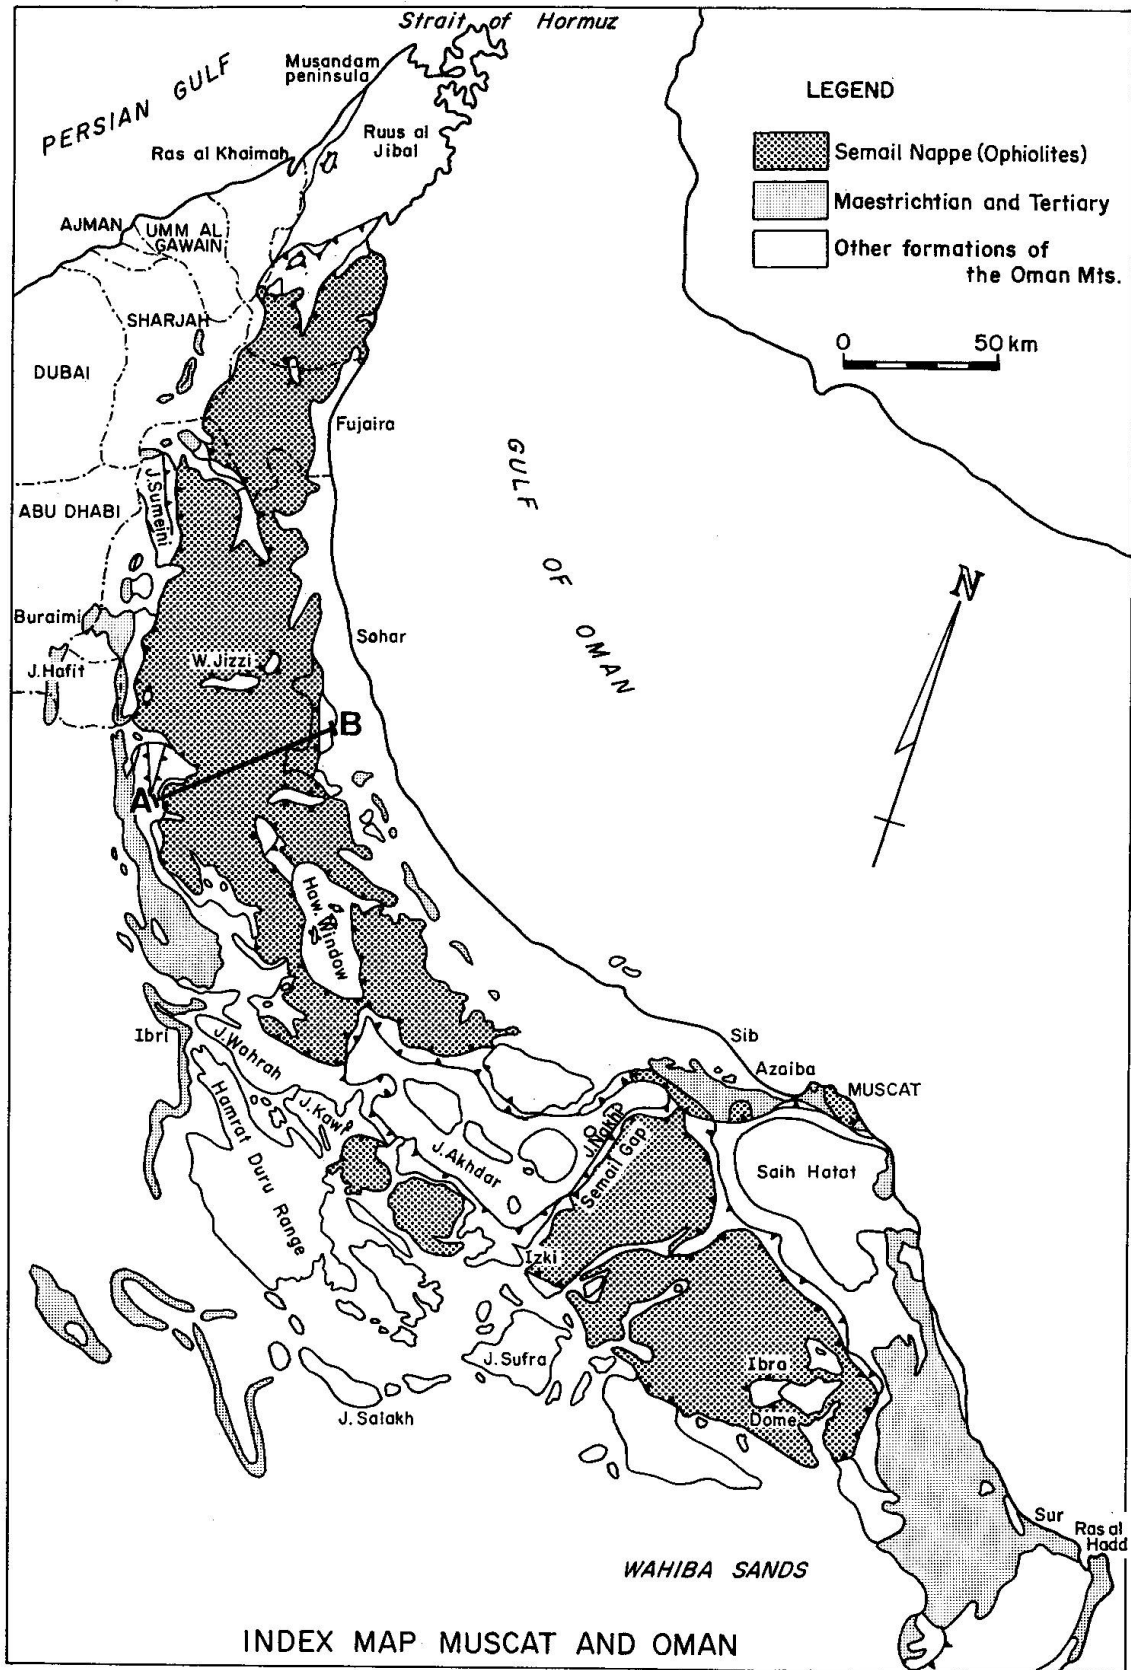 Strait of Hormuz
Musandam
peninsula
PERSIAN GULF
Ruus al
Jibal
Ras al Khaimah
AJMAN
UMM AL
GAWAIN
SHARJAH
DUBAI
Fujaira
ABU DHABI
J. Sumeini
Buraimi
J. Hafit
W. Jizzi
Sohar
GULF
OF
OMAN
LEGEND
Semail Nappe (Ophiolites)
Maestrichtian and Tertiary
Other formations of
the Oman Mts.
0 50 km
N
B
A
Haw. Window
Ibri
J. Wahrah
J. Kawr
Hamrat Duru Range
J. Akhdar
J. Nakhl
Semail Gap
Sib
Azaiba
MUSCAT
Saih Hatat
Izki
J. Sufra
J. Salakh
Ibra
Dome
Sur
Ras al
Hadd
WAHIBA SANDS
INDEX MAP MUSCAT AND OMAN